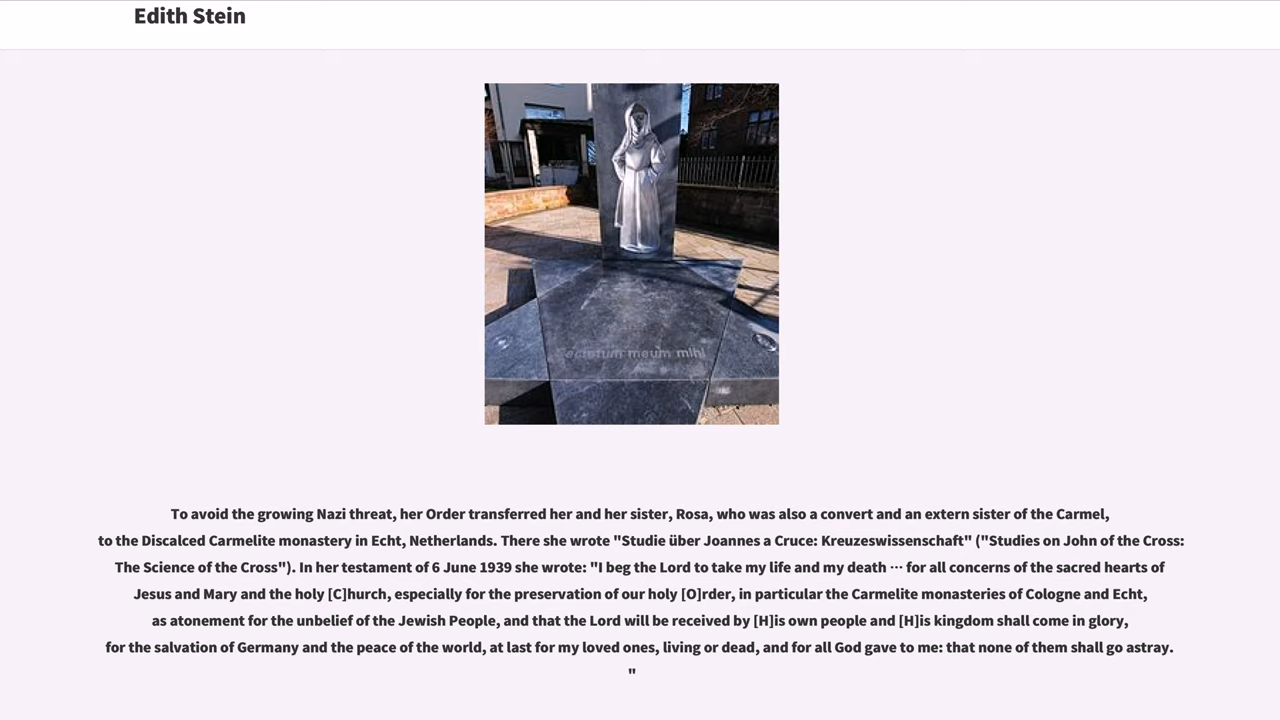 Edith Stein
Secretum meum mihi
To avoid the growing Nazi threat, her Order transferred her and her sister, Rosa, who was also a convert and an extern sister of the Carmel,
to the Discalced Carmelite monastery in Echt, Netherlands. There she wrote "Studie über Joannes a Cruce: Kreuzeswissenschaft" ("Studies on John of the Cross:
The Science of the Cross"). In her testament of 6 June 1939 she wrote: "I beg the Lord to take my life and my death ··· for all concerns of the sacred hearts of
Jesus and Mary and the holy [C]hurch, especially for the preservation of our holy [O]rder, in particular the Carmelite monasteries of Cologne and Echt,
as atonement for the unbelief of the Jewish People, and that the Lord will be received by [H]is own people and [H]is kingdom shall come in glory,
for the salvation of Germany and the peace of the world, at last for my loved ones, living or dead, and for all God gave to me: that none of them shall go astray.
"